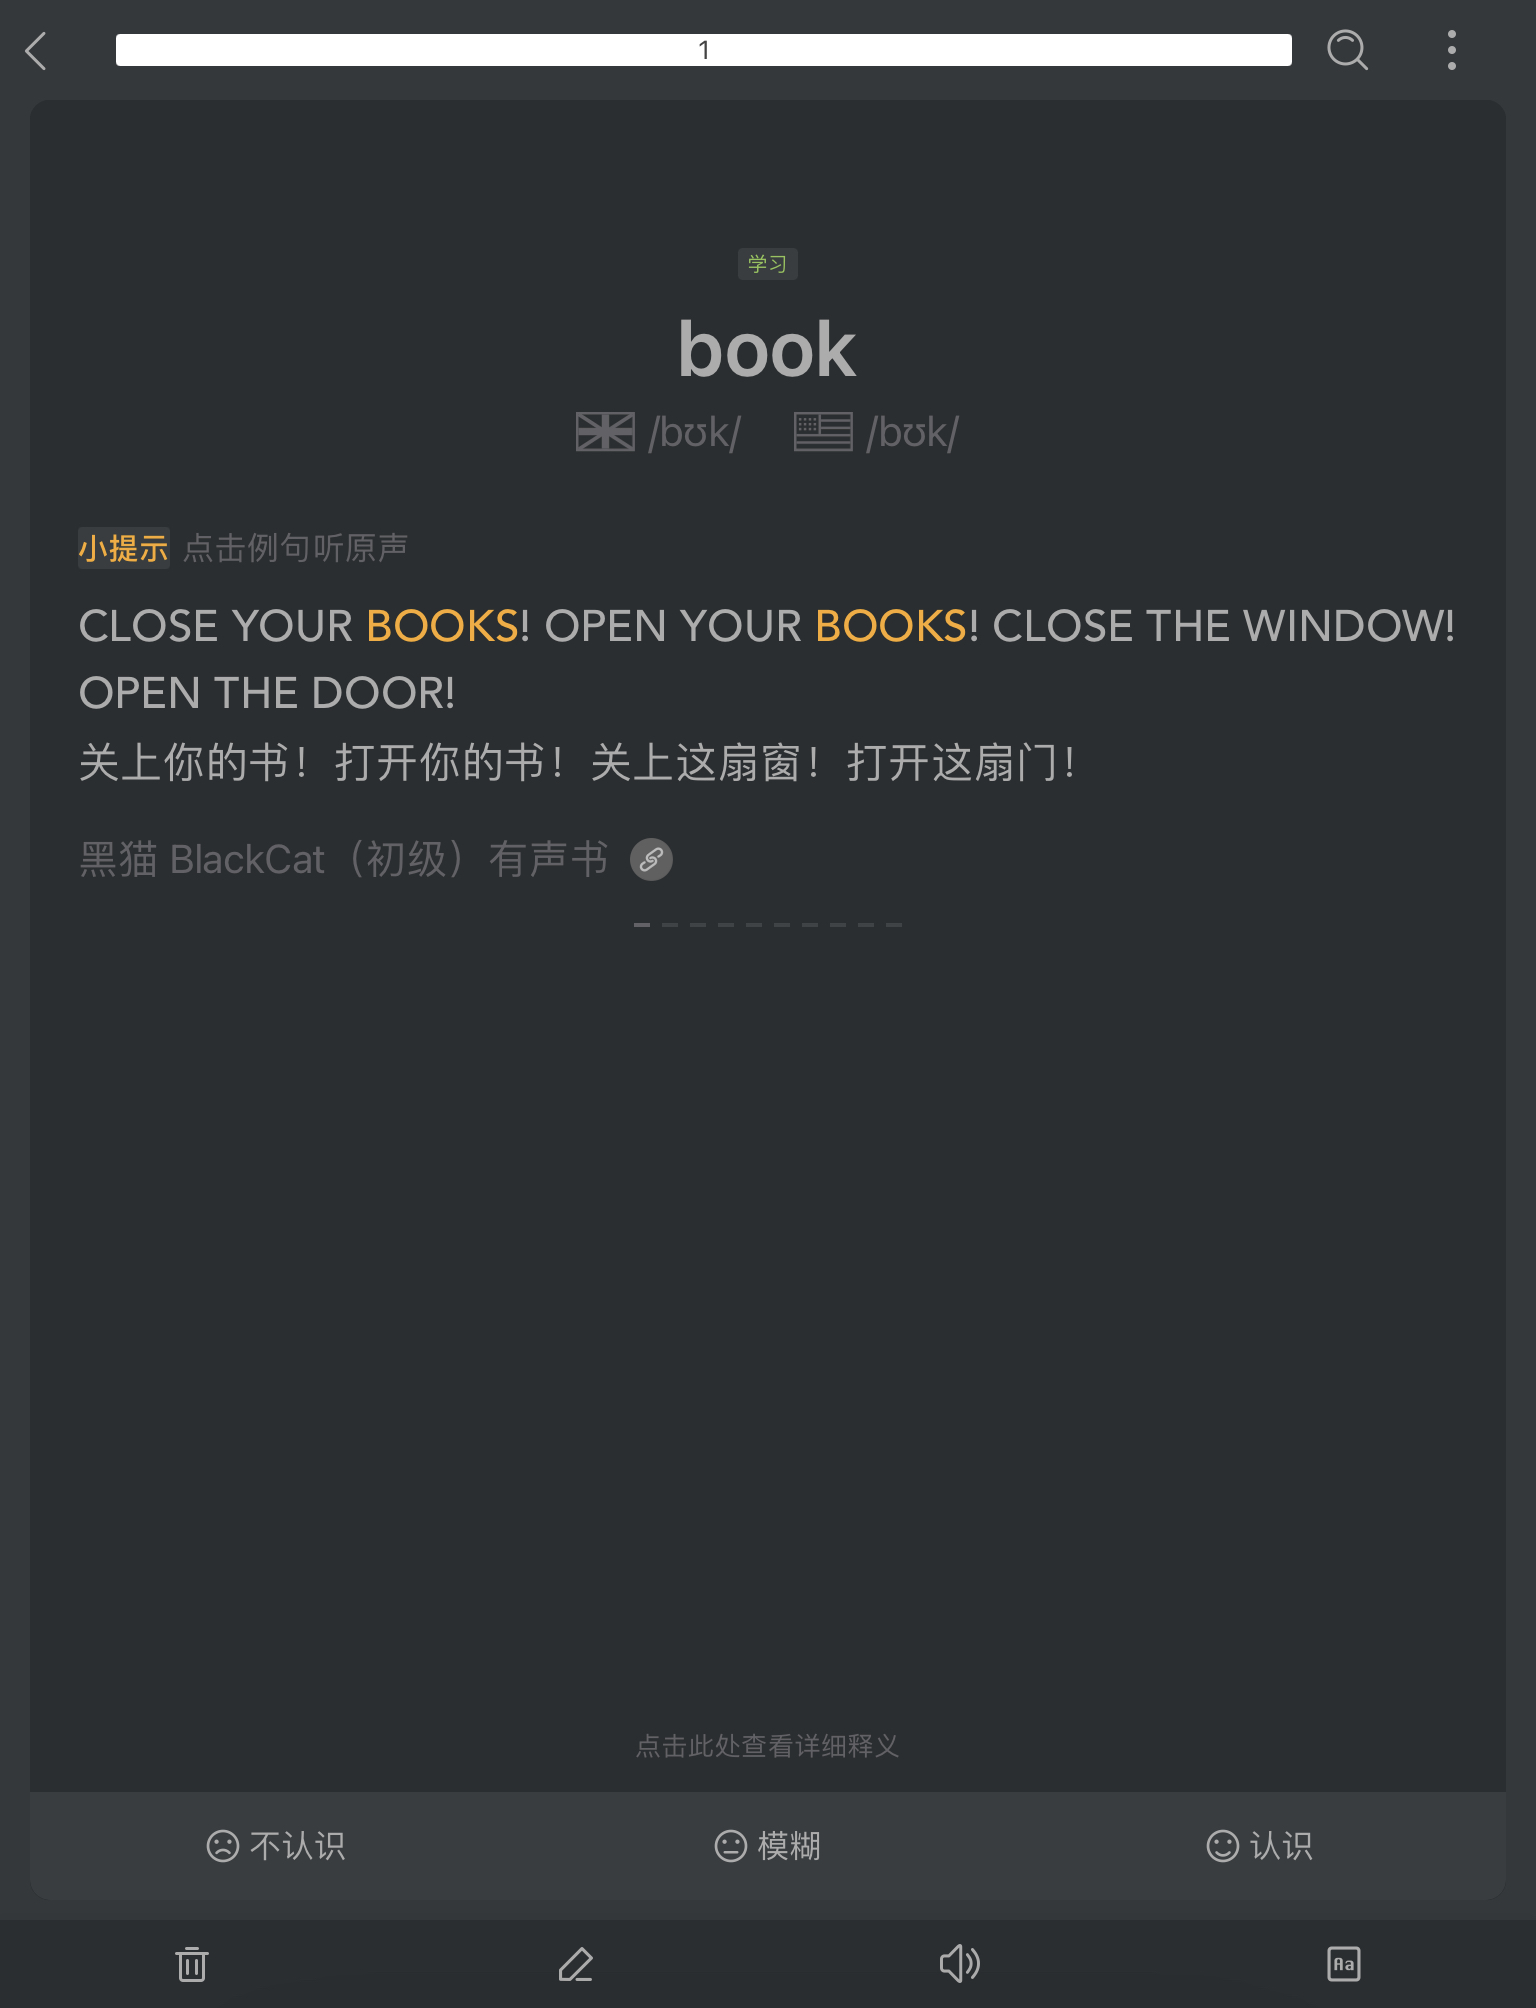 1
学习
book
/bʊk/ /bʊk/
小提示 点击例句听原声
CLOSE YOUR BOOKS! OPEN YOUR BOOKS! CLOSE THE WINDOW!
OPEN THE DOOR!
关上你的书！打开你的书！关上这扇窗！打开这扇门！
黑猫 BlackCat（初级）有声书
点击此处查看详细释义
不认识 模糊 认识
Aa